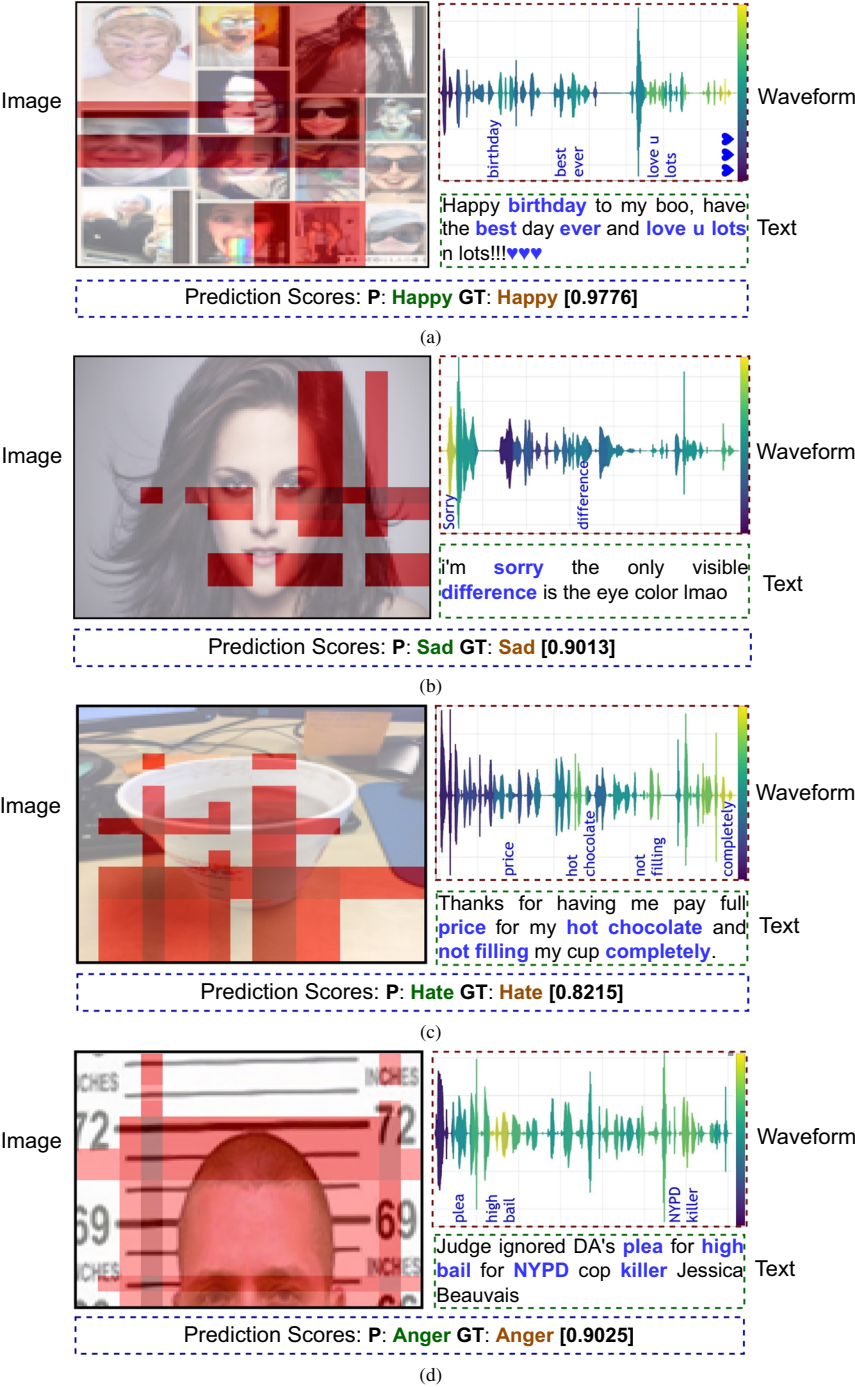 Image
birthday
best
ever
love u
lots
♥♥♥
Waveform
Happy birthday to my boo, have
the best day ever and love u lots
n lots!!!♥♥♥
Text
Prediction Scores: P: Happy GT: Happy [0.9776]
(a)
Image
Sorry
difference
Waveform
i'm sorry the only visible
difference is the eye color lmao
Text
Prediction Scores: P: Sad GT: Sad [0.9013]
(b)
Image
price
hot
chocolate
not
filling
completely
Waveform
Thanks for having me pay full
price for my hot chocolate and
not filling my cup completely.
Text
Prediction Scores: P: Hate GT: Hate [0.8215]
(c)
Image
INCHES
72
72
69
69
INCHES
plea
high
bail
NYPD
killer
Waveform
Judge ignored DA's plea for high
bail for NYPD cop killer Jessica
Beauvais
Text
Prediction Scores: P: Anger GT: Anger [0.9025]
(d)